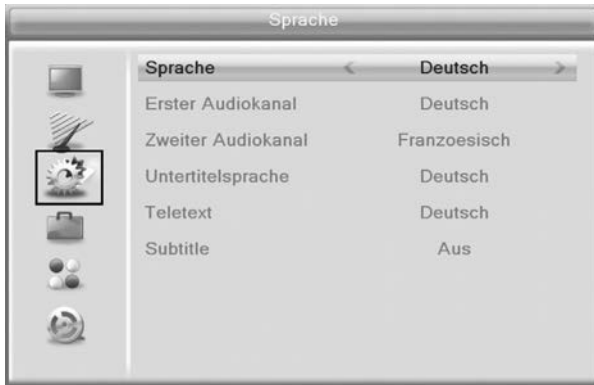 Sprache
Sprache < Deutsch >
Erster Audiokanal Deutsch
Zweiter Audiokanal Franzoesisch
Untertitelsprache Deutsch
Teletext Deutsch
Subtitle Aus